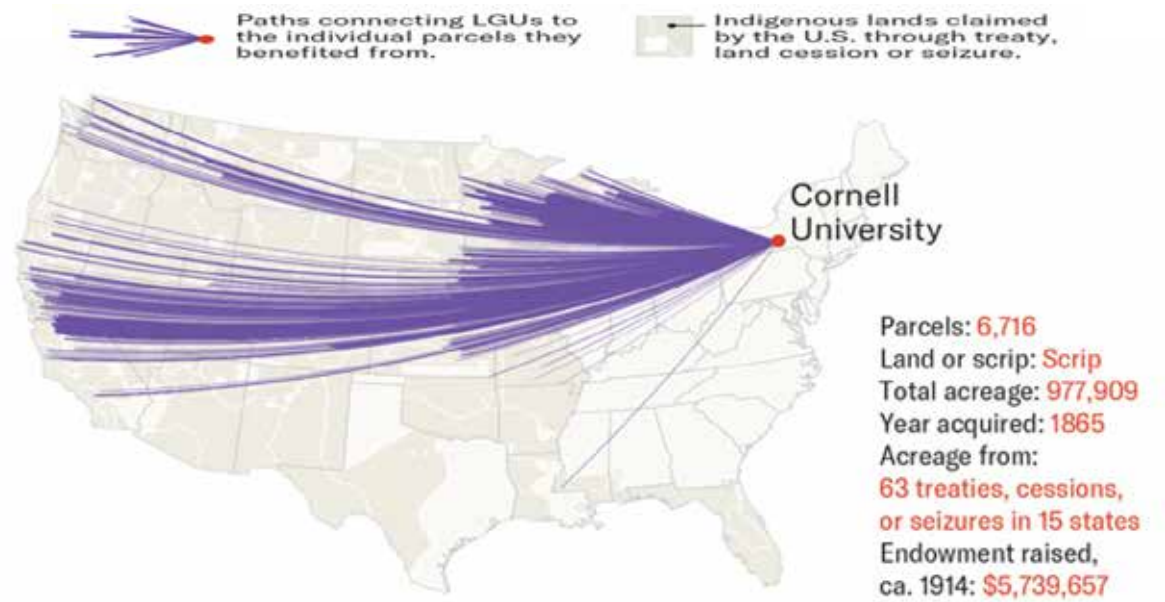 Paths connecting LGUs to
the individual parcels they
benefited from.
Indigenous lands claimed
by the U.S. through treaty,
land cession or seizure.
Cornell
University
Parcels: 6,716
Land or scrip: Scrip
Total acreage: 977,909
Year acquired: 1865
Acreage from:
63 treaties, cessions,
or seizures in 15 states
Endowment raised,
ca. 1914: $5,739,657